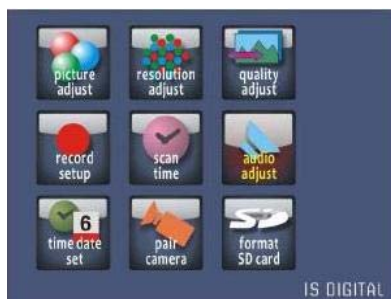 picture
adjust
resolution
adjust
quality
adjust
record
setup
scan
time
audio
adjust
6
time date
set
pair
camera
SD
format
SD card
IS DIGITAL